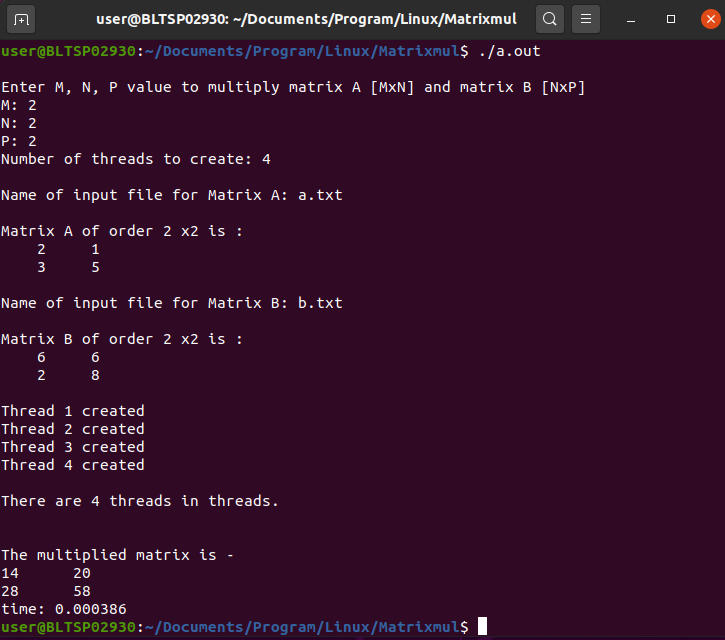 user@BLTSP02930: ~/Documents/Program/Linux/Matrixmul
user@BLTSP02930:~/Documents/Program/Linux/Matrixmul$ ./a.out
Enter M, N, P value to multiply matrix A [MxN] and matrix B [NxP]
M: 2
N: 2
P: 2
Number of threads to create: 4
Name of input file for Matrix A: a.txt
Matrix A of order 2 x2 is :
2 1
3 5
Name of input file for Matrix B: b.txt
Matrix B of order 2 x2 is :
6 6
2 8
Thread 1 created
Thread 2 created
Thread 3 created
Thread 4 created
There are 4 threads in threads.
The multiplied matrix is -
14 20
28 58
time: 0.000386
user@BLTSP02930:~/Documents/Program/Linux/Matrixmul$